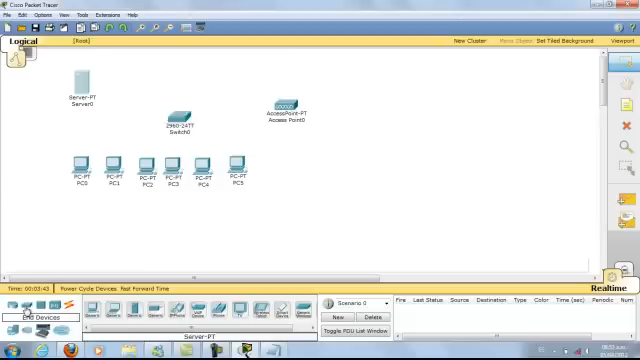 Cisco Packet Tracer
File Edit Options View Tools Extensions Help
Logical [Root] New Cluster Move Object Set Tiled Background Viewport
Server-PT
Server0
2960-24TT
Switch0
AccessPoint-PT
Access Point0
PC-PT PC-PT PC-PT PC-PT PC-PT PC-PT
PC0 PC1 PC2 PC3 PC4 PC5
Time: 00:03:43 Power Cycle Devices Fast Forward Time Realtime
End Devices
Server-PT
Scenario 0
New Delete
Toggle PDU List Window
Fire Last Status Source Destination Type Color Time (sec) Periodic Num